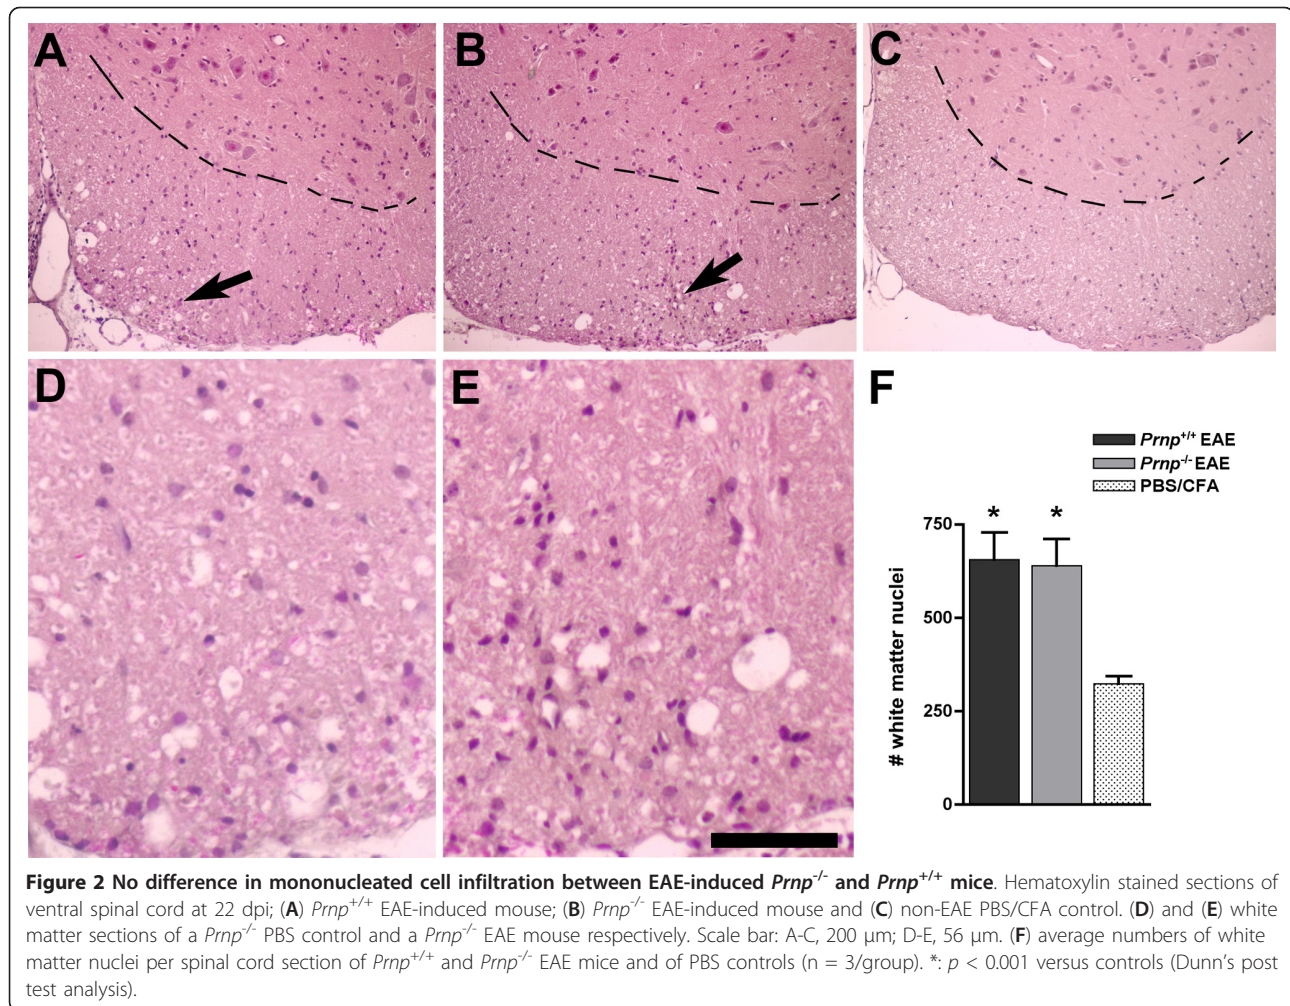 A
B
C
D
E
F
Prnp+/+ EAE
Prnp-/- EAE
PBS/CFA
* *
750
500
250
0
# white matter nuclei
Figure 2 No difference in mononucleated cell infiltration between EAE-induced Prnp-/- and Prnp+/+ mice. Hematoxylin stained sections of
ventral spinal cord at 22 dpi; (A) Prnp+/+ EAE-induced mouse; (B) Prnp-/- EAE-induced mouse and (C) non-EAE PBS/CFA control. (D) and (E) white
matter sections of a Prnp-/- PBS control and a Prnp-/- EAE mouse respectively. Scale bar: A-C, 200 μm; D-E, 56 μm. (F) average numbers of white
matter nuclei per spinal cord section of Prnp+/+ and Prnp-/- EAE mice and of PBS controls (n = 3/group). *: p < 0.001 versus controls (Dunn's post
test analysis).